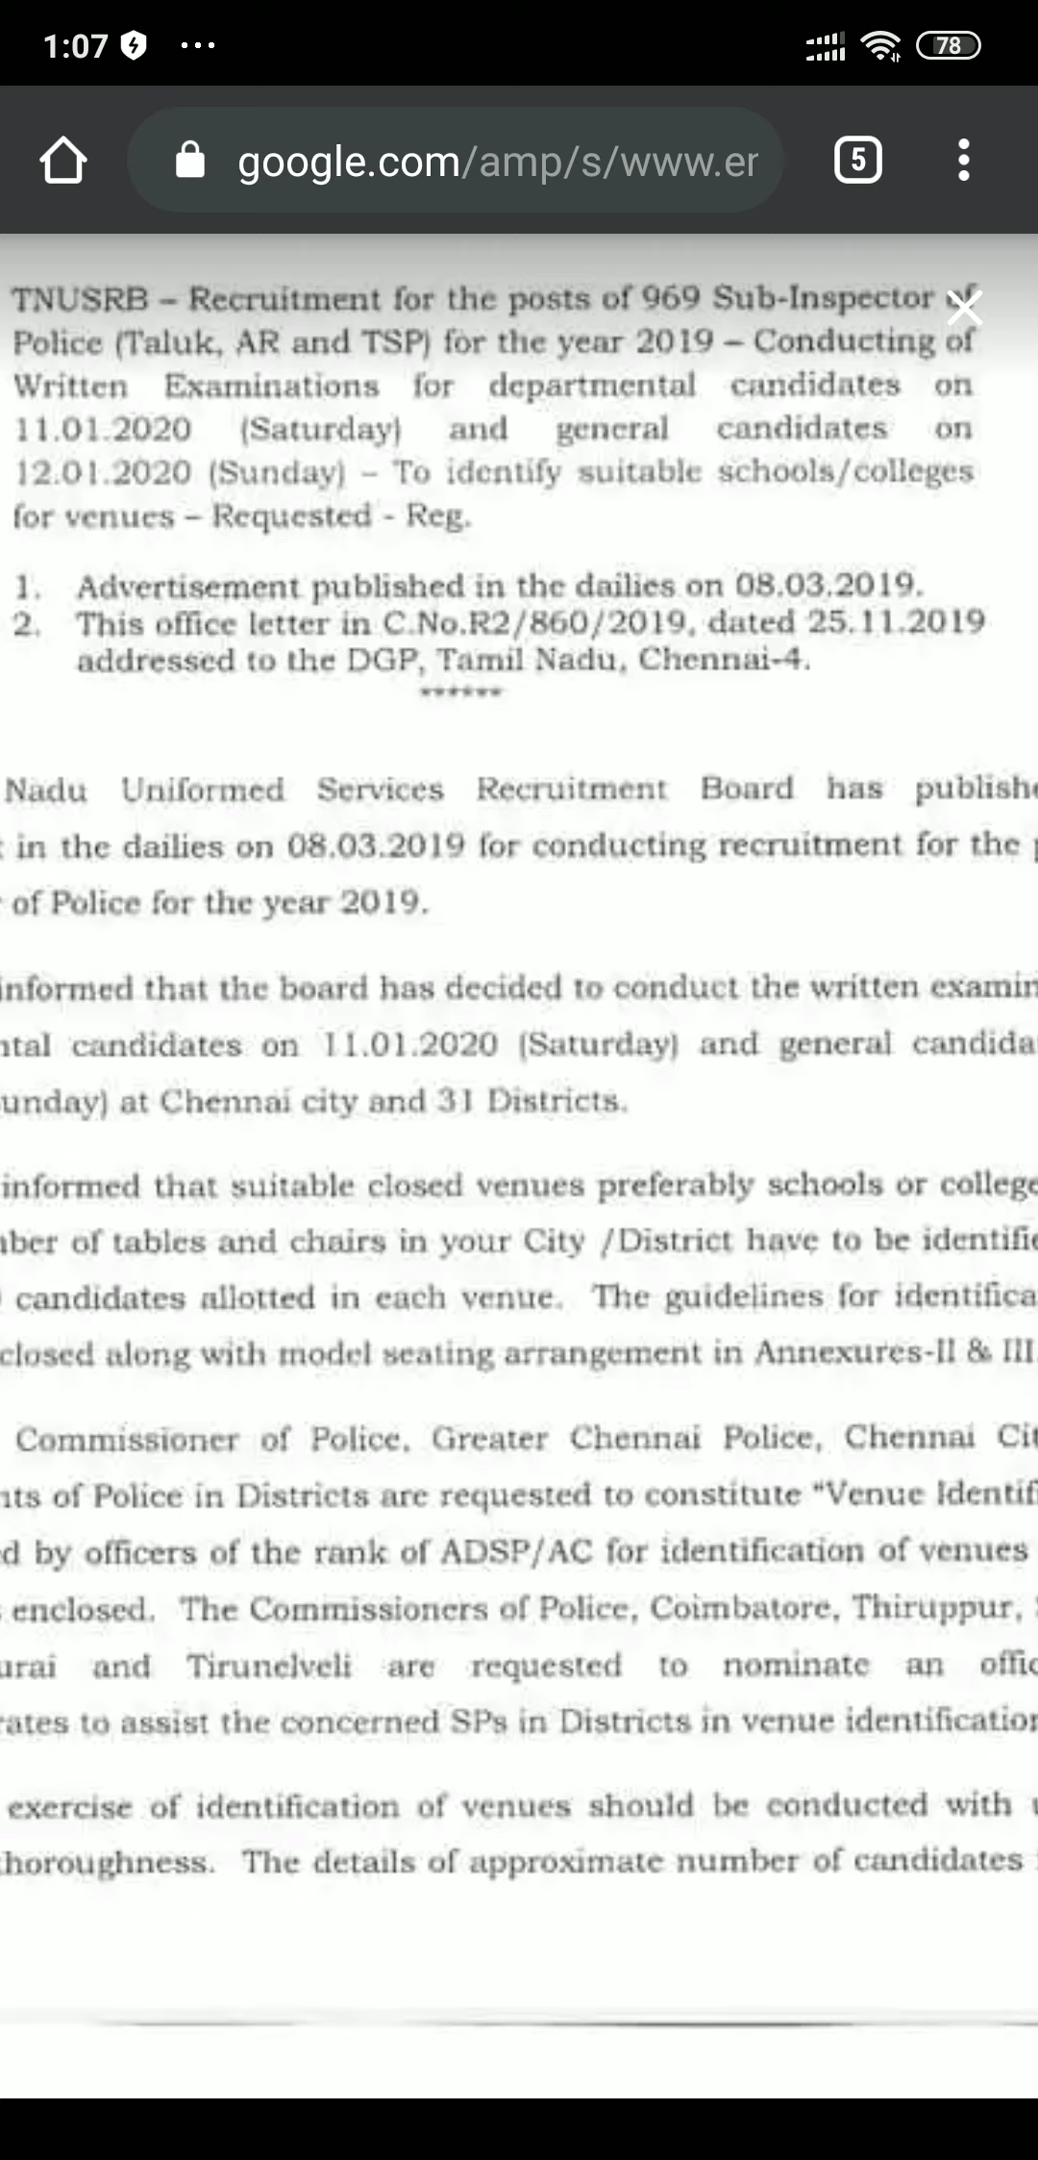 1:07 ... 78
google.com/amp/s/www.er 5
TNUSRB – Recruitment for the posts of 969 Sub-Inspector of
Police (Taluk, AR and TSP) for the year 2019 – Conducting of
Written Examinations for departmental candidates on
11.01.2020 (Saturday) and general candidates on
12.01.2020 (Sunday) – To identify suitable schools/colleges
for venues – Requested - Reg.
1. Advertisement published in the dailies on 08.03.2019.
2. This office letter in C.No.R2/860/2019, dated 25.11.2019
addressed to the DGP, Tamil Nadu, Chennai-4.
******
Nadu Uniformed Services Recruitment Board has publishe
t in the dailies on 08.03.2019 for conducting recruitment for the p
r of Police for the year 2019.
informed that the board has decided to conduct the written examin
ntal candidates on 11.01.2020 (Saturday) and general candida
unday) at Chennai city and 31 Districts.
informed that suitable closed venues preferably schools or college
nber of tables and chairs in your City /District have to be identifie
candidates allotted in each venue. The guidelines for identifica
closed along with model seating arrangement in Annexures-II & III.
Commissioner of Police, Greater Chennai Police, Chennai Cit
nts of Police in Districts are requested to constitute "Venue Identif
d by officers of the rank of ADSP/AC for identification of venues
enclosed. The Commissioners of Police, Coimbatore, Thiruppur,
urai and Tirunelveli are requested to nominate an offic
rates to assist the concerned SPs in Districts in venue identification
exercise of identification of venues should be conducted with u
thoroughness. The details of approximate number of candidates